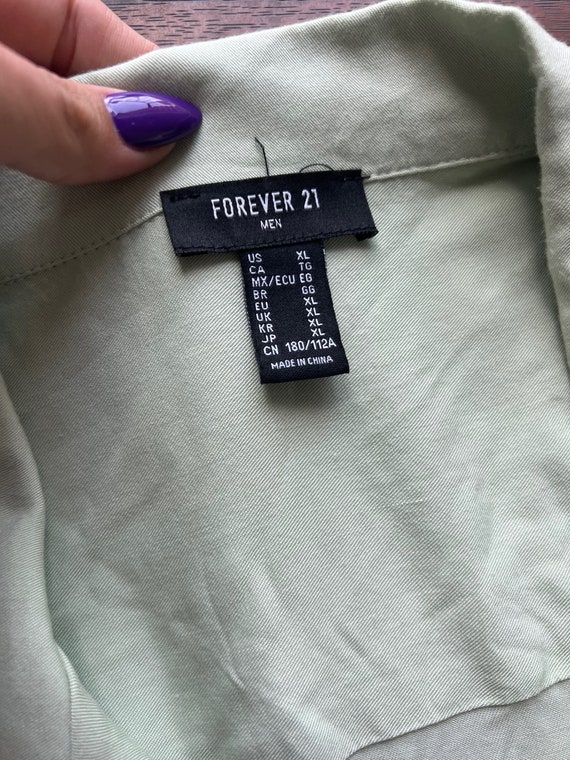 FOREVER 21
MEN
US XL
CA TG
MX/ECU EG
BR GG
EU XL
UK XL
KR XL
JP XL
CN 180/112A
MADE IN CHINA